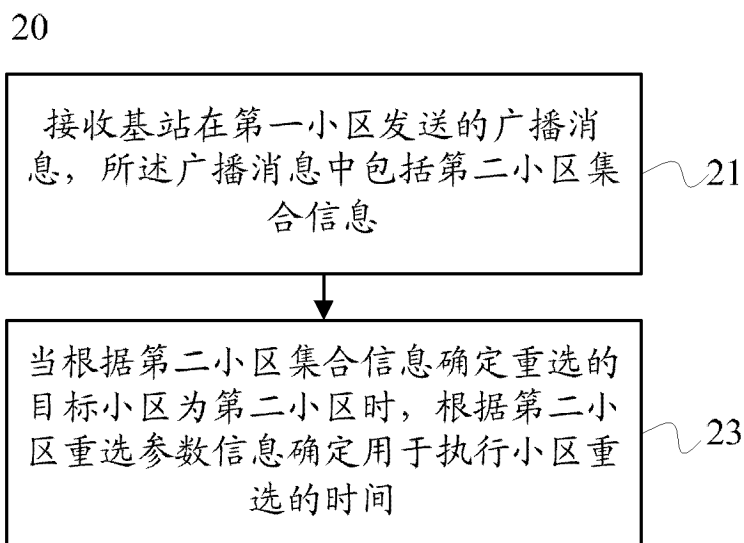 20
接收基站在第一小区发送的广播消
息，所述广播消息中包括第二小区集
合信息
21
当根据第二小区集合信息确定重选的
目标小区为第二小区时，根据第二小
区重选参数信息确定用于执行小区重
选的时间
23